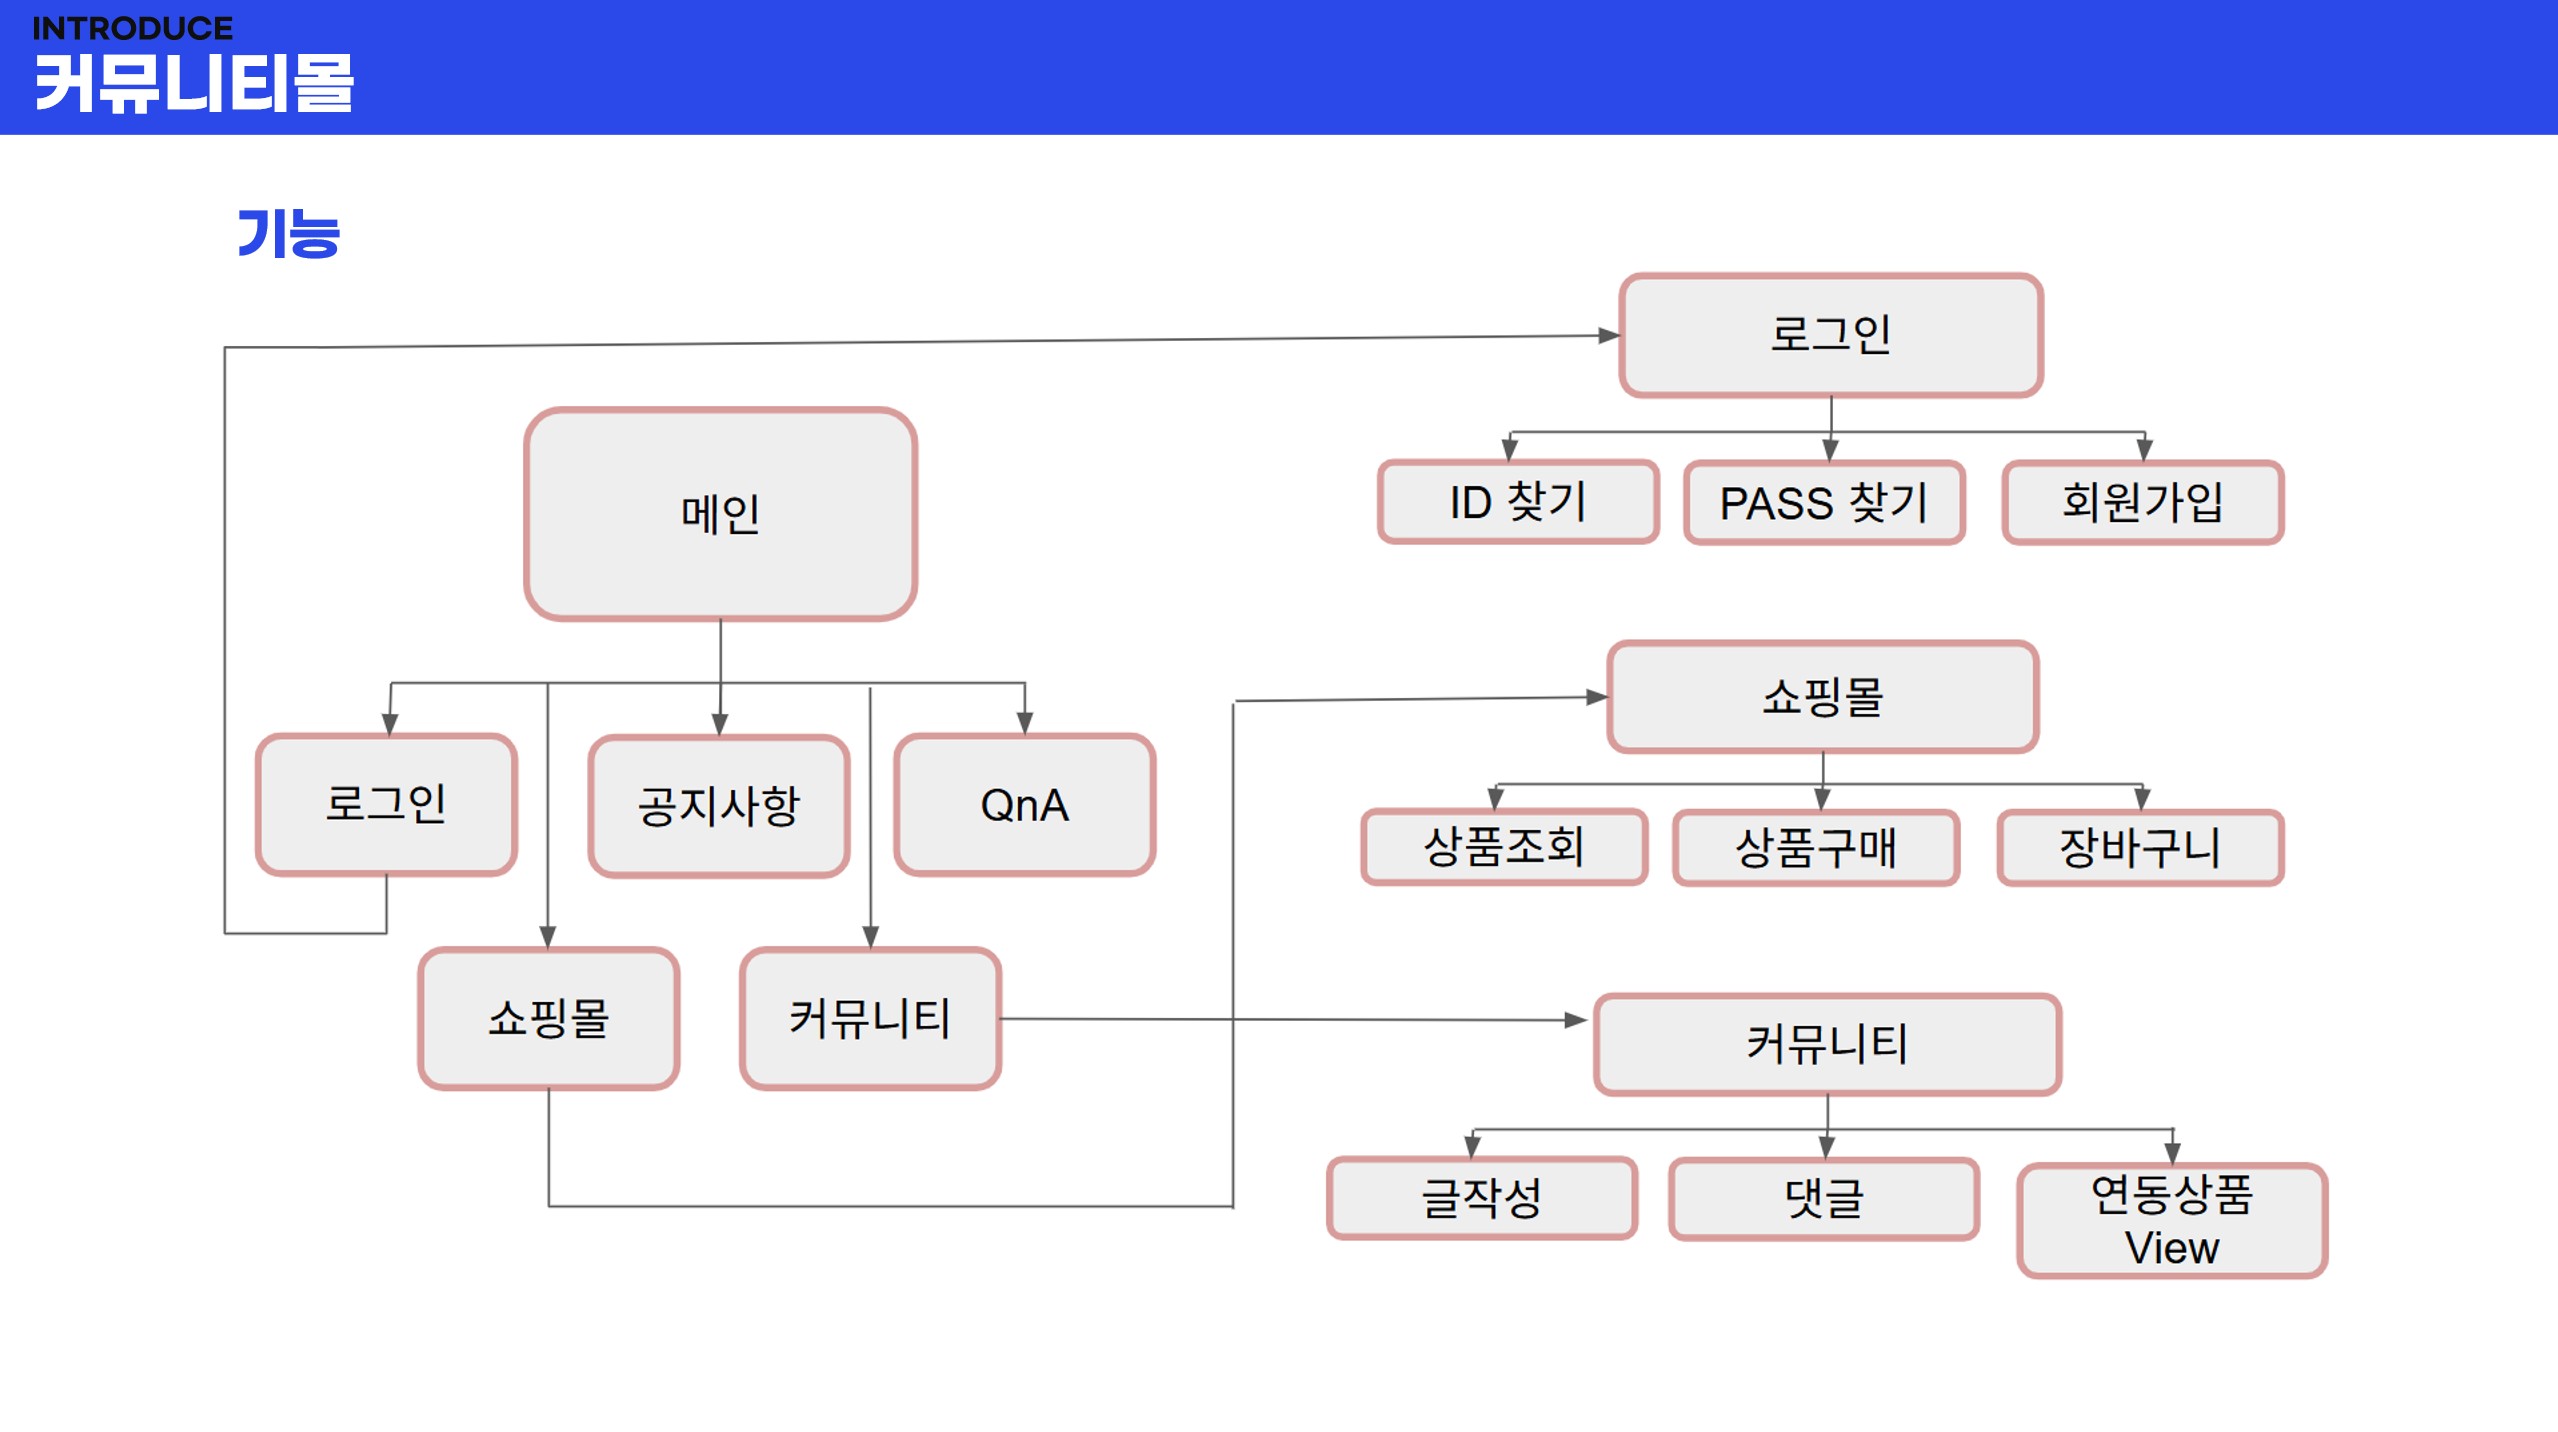 INTRODUCE
커뮤니티몰
기능
메인
로그인
공지사항
QnA
쇼핑몰
커뮤니티
로그인
ID 찾기
PASS 찾기
회원가입
쇼핑몰
상품조회
상품구매
장바구니
커뮤니티
글작성
댓글
연동상품
View